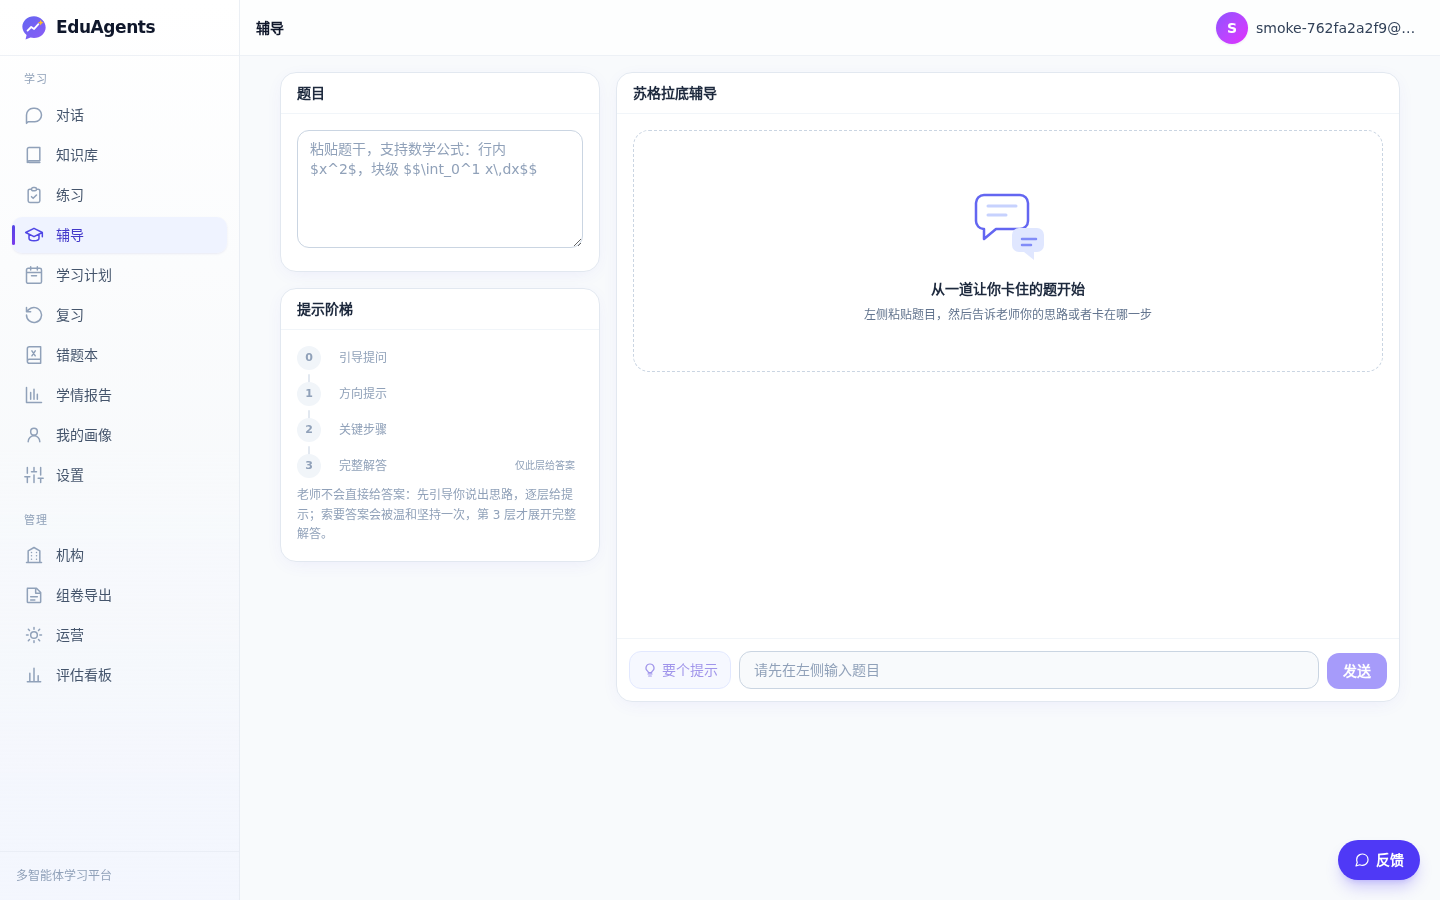 EduAgents
学习
对话
知识库
练习
辅导
学习计划
复习
错题本
学情报告
我的画像
设置
管理
机构
组卷导出
运营
评估看板
多智能体学习平台
辅导
S
smoke-762fa2a2f9@...
题目
粘贴题干，支持数学公式：行内
$x^2$，块级 $$\int_0^1 x\,dx$$
提示阶梯
0 引导提问
1 方向提示
2 关键步骤
3 完整解答 仅此层给答案
老师不会直接给答案：先引导你说出思路，逐层给提
示；索要答案会被温和坚持一次，第 3 层才展开完整
解答。
苏格拉底辅导
从一道让你卡住的题开始
左侧粘贴题目，然后告诉老师你的思路或者卡在哪一步
要个提示
请先在左侧输入题目
发送
反馈